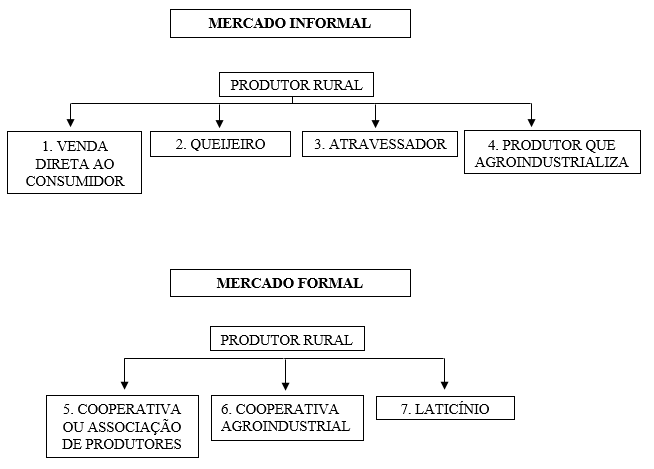 MERCADO INFORMAL
PRODUTOR RURAL
1. VENDA
DIRETA AO
CONSUMIDOR
2. QUEIJEIRO
3. ATRAVESSADOR
4. PRODUTOR QUE
AGROINDUSTRIALIZA
MERCADO FORMAL
PRODUTOR RURAL
5. COOPERATIVA
OU ASSOCIAÇÃO
DE PRODUTORES
6. COOPERATIVA
AGROINDUSTRIAL
7. LATICÍNIO